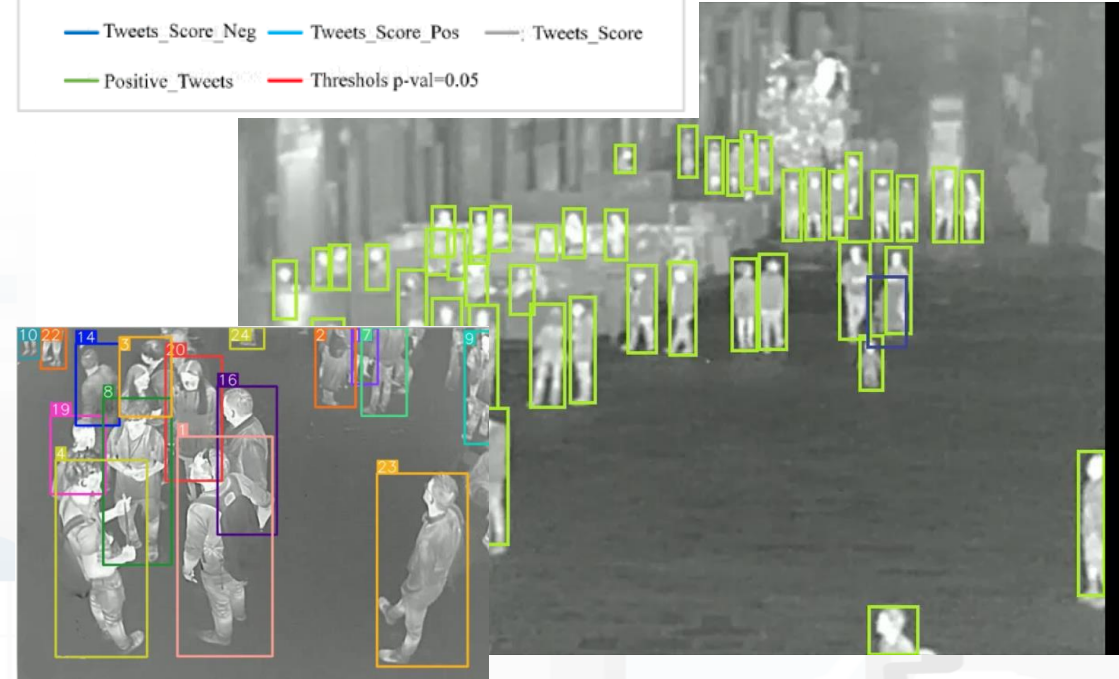 Tweets_Score_Neg Tweets_Score_Pos Tweets_Score
Positive_Tweets Threshols p-val=0.05
10 22 14 3 20 24 2 17 9
8 16
19 1
4 23